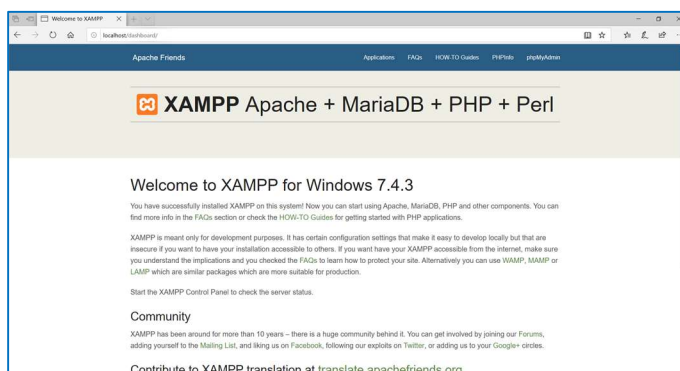 Welcome to XAMPP
localhost/dashboard/
Apache Friends Applications FAQs HOW-TO Guides PHPInfo phpMyAdmin
XAMPP Apache + MariaDB + PHP + Perl
Welcome to XAMPP for Windows 7.4.3
You have successfully installed XAMPP on this system! Now you can start using Apache, MariaDB, PHP and other components. You can
find more info in the FAQs section or check the HOW-TO Guides for getting started with PHP applications.
XAMPP is meant only for development purposes. It has certain configuration settings that make it easy to develop locally but that are
insecure if you want to have your installation accessible to others. If you want have your XAMPP accessible from the internet, make sure
you understand the implications and you checked the FAQs to learn how to protect your site. Alternatively you can use WAMP, MAMP or
LAMP which are similar packages which are more suitable for production.
Start the XAMPP Control Panel to check the server status.
Community
XAMPP has been around for more than 10 years – there is a huge community behind it. You can get involved by joining our Forums,
adding yourself to the Mailing List, and liking us on Facebook, following our exploits on Twitter, or adding us to your Google+ circles.
Contribute to XAMPP translation at translate.apachefriends.org